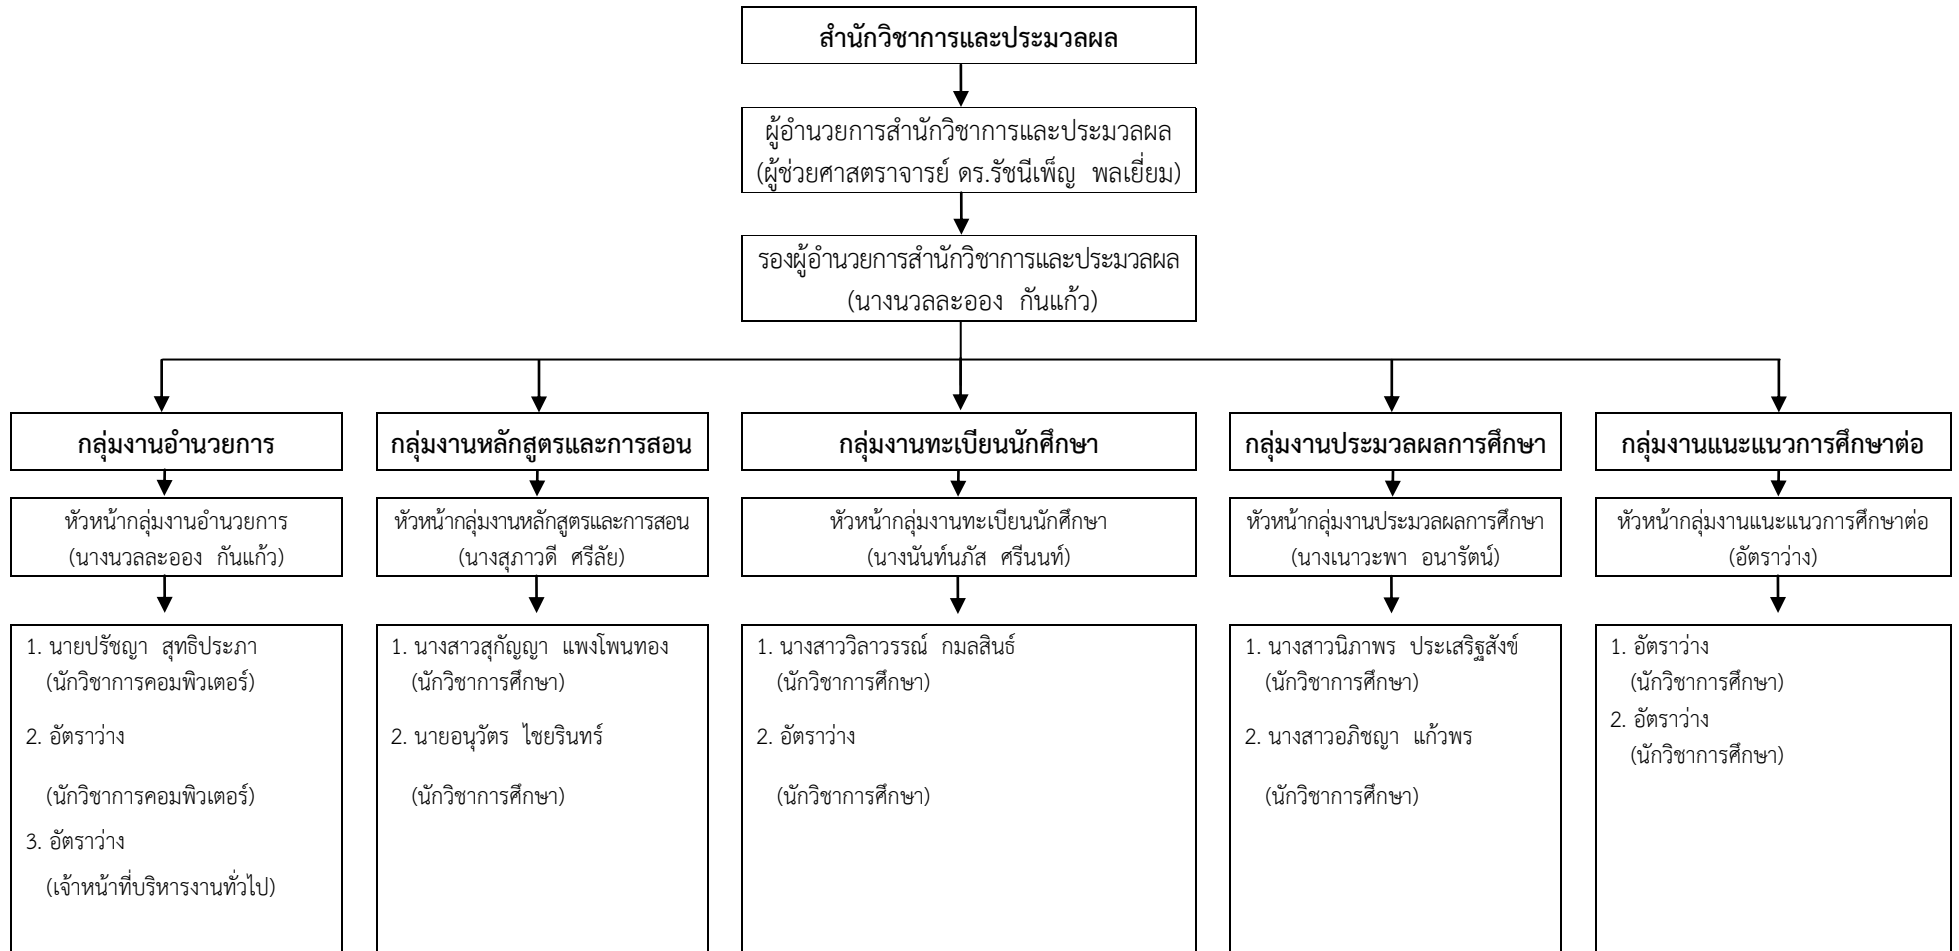 สำนักวิชาการและประมวลผล
ผู้อำนวยการสำนักวิชาการและประมวลผล
(ผู้ช่วยศาสตราจารย์ ดร.รัชนีเพ็ญ พลเยี่ยม)
รองผู้อำนวยการสำนักวิชาการและประมวลผล
(นางนวลละออง กันแก้ว)
กลุ่มงานอำนวยการ
หัวหน้ากลุ่มงานอำนวยการ
(นางนวลละออง กันแก้ว)
1. นายปรัชญา สุทธิประภา
(นักวิชาการคอมพิวเตอร์)
2. อัตราว่าง
(นักวิชาการคอมพิวเตอร์)
3. อัตราว่าง
(เจ้าหน้าที่บริหารงานทั่วไป)
กลุ่มงานหลักสูตรและการสอน
หัวหน้ากลุ่มงานหลักสูตรและการสอน
(นางสุภาวดี ศรีลัย)
1. นางสาวสุกัญญา แพงโพนทอง
(นักวิชาการศึกษา)
2. นายอนุวัตร ไชยรินทร์
(นักวิชาการศึกษา)
กลุ่มงานทะเบียนนักศึกษา
หัวหน้ากลุ่มงานทะเบียนนักศึกษา
(นางนันท์นภัส ศรีนนท์)
1. นางสาววิลาวรรณ์ กมลสินธ์
(นักวิชาการศึกษา)
2. อัตราว่าง
(นักวิชาการศึกษา)
กลุ่มงานประมวลผลการศึกษา
หัวหน้ากลุ่มงานประมวลผลการศึกษา
(นางเนาวะพา อนารัตน์)
1. นางสาวนิภาพร ประเสริฐสังข์
(นักวิชาการศึกษา)
2. นางสาวอภิชญา แก้วพร
(นักวิชาการศึกษา)
กลุ่มงานแนะแนวการศึกษาต่อ
หัวหน้ากลุ่มงานแนะแนวการศึกษาต่อ
(อัตราว่าง)
1. อัตราว่าง
(นักวิชาการศึกษา)
2. อัตราว่าง
(นักวิชาการศึกษา)